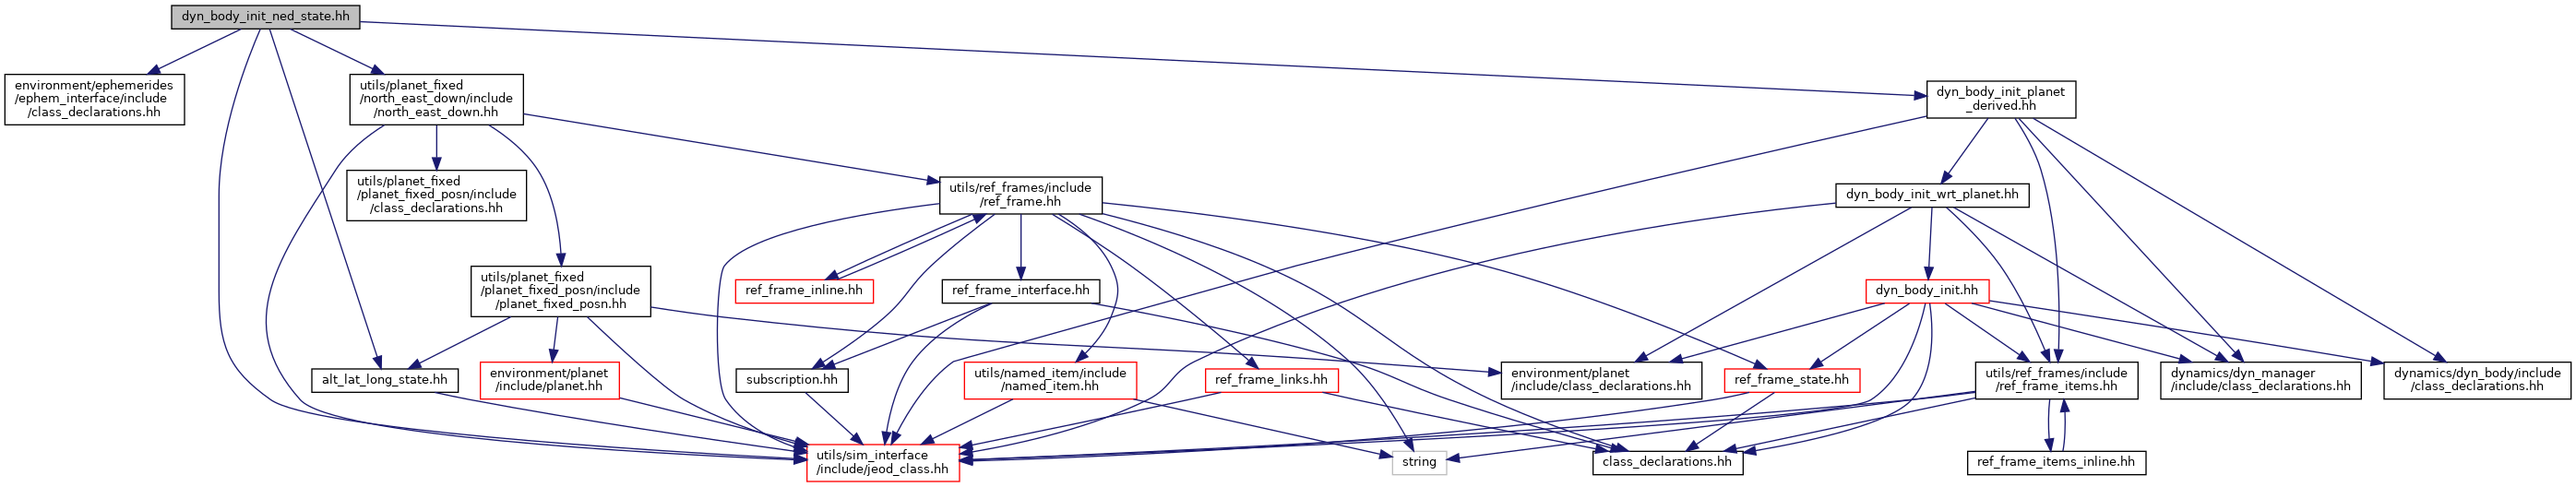 dyn_body_init_ned_state.hh
environment/ephemerides
/ephem_interface/include
/class_declarations.hh
utils/planet_fixed
/north_east_down/include
/north_east_down.hh
dyn_body_init_planet
_derived.hh
utils/planet_fixed
/planet_fixed_posn/include
/class_declarations.hh
utils/ref_frames/include
/ref_frame.hh
dyn_body_init_wrt_planet.hh
utils/planet_fixed
/planet_fixed_posn/include
/planet_fixed_posn.hh
ref_frame_inline.hh
ref_frame_interface.hh
dyn_body_init.hh
alt_lat_long_state.hh
environment/planet
/include/planet.hh
subscription.hh
utils/named_item/include
/named_item.hh
ref_frame_links.hh
environment/planet
/include/class_declarations.hh
ref_frame_state.hh
utils/ref_frames/include
/ref_frame_items.hh
dynamics/dyn_manager
/include/class_declarations.hh
dynamics/dyn_body/include
/class_declarations.hh
utils/sim_interface
/include/jeod_class.hh
string
class_declarations.hh
ref_frame_items_inline.hh